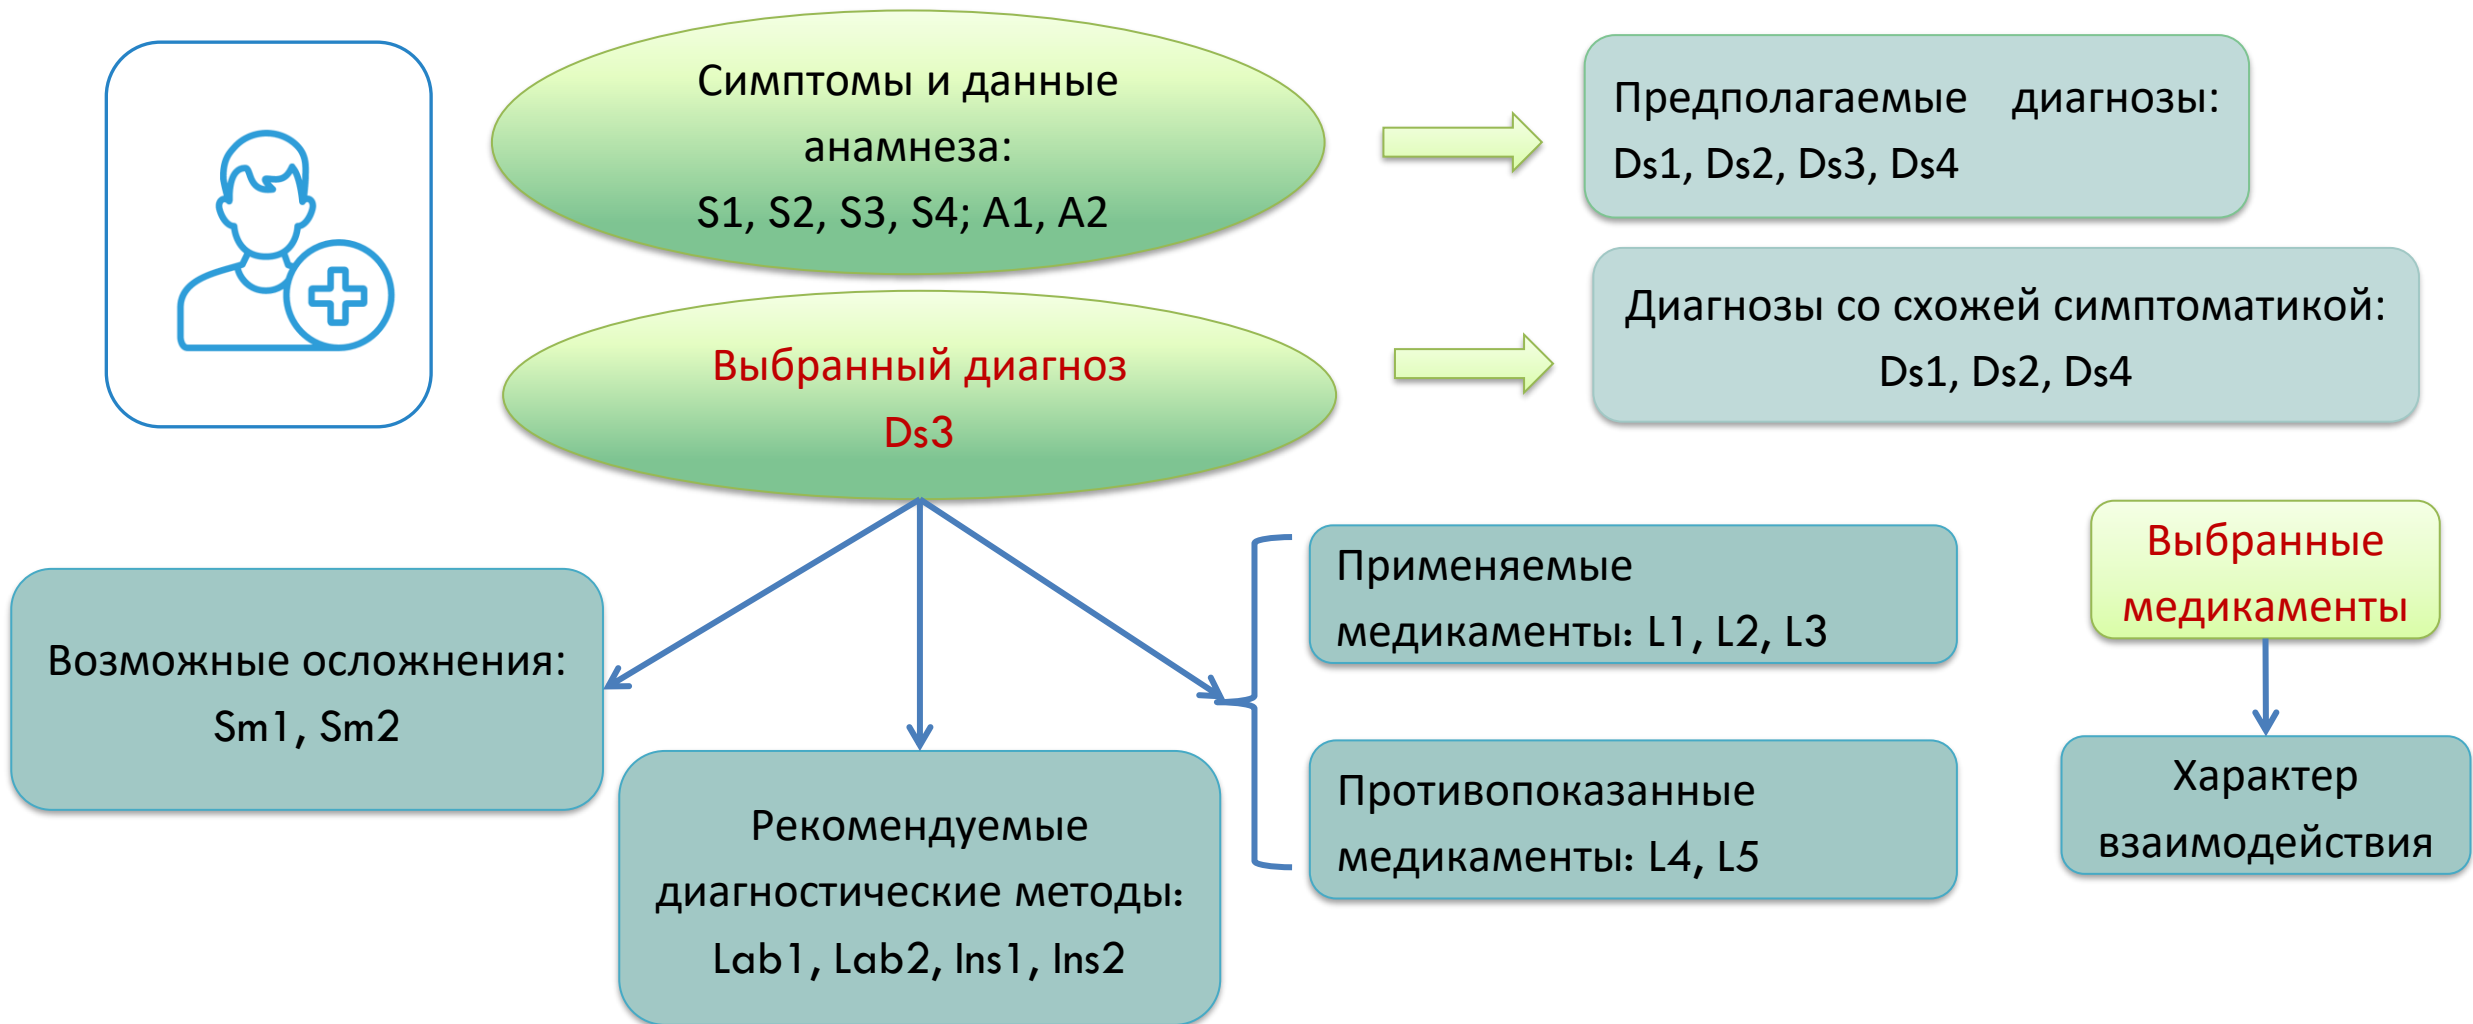 Симптомы и данные
анамнеза:
S1, S2, S3, S4; A1, A2
Предполагаемые диагнозы:
Ds1, Ds2, Ds3, Ds4
Выбранный диагноз
Ds3
Диагнозы со схожей симптоматикой:
Ds1, Ds2, Ds4
Возможные осложнения:
Sm1, Sm2
Рекомендуемые
диагностические методы:
Lab1, Lab2, Ins1, Ins2
Применяемые
медикаменты: L1, L2, L3
Противопоказанные
медикаменты: L4, L5
Выбранные
медикаменты
Характер
взаимодействия